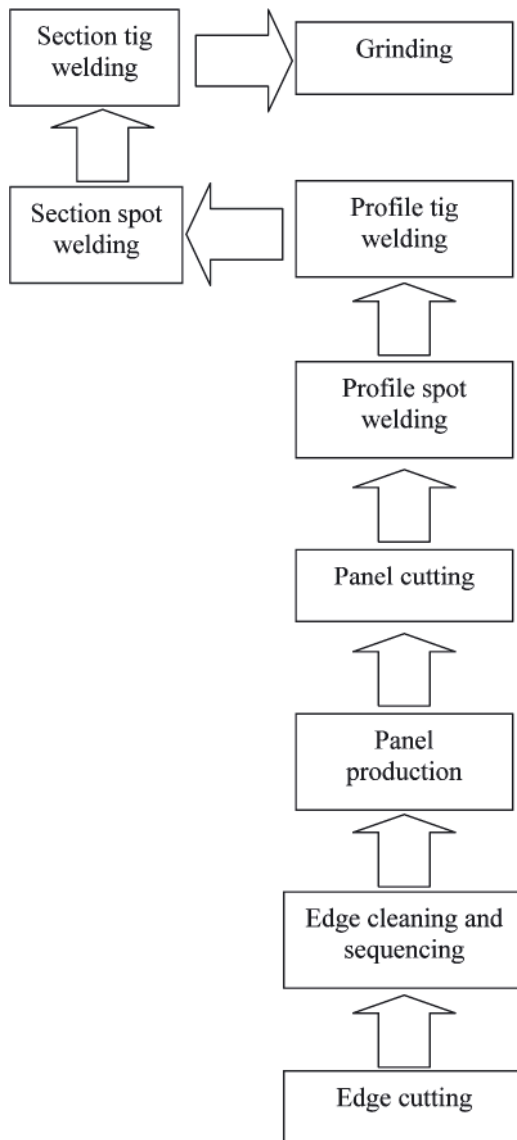 Section tig
welding
Grinding
Section spot
welding
Profile tig
welding
Profile spot
welding
Panel cutting
Panel
production
Edge cleaning and
sequencing
Edge cutting